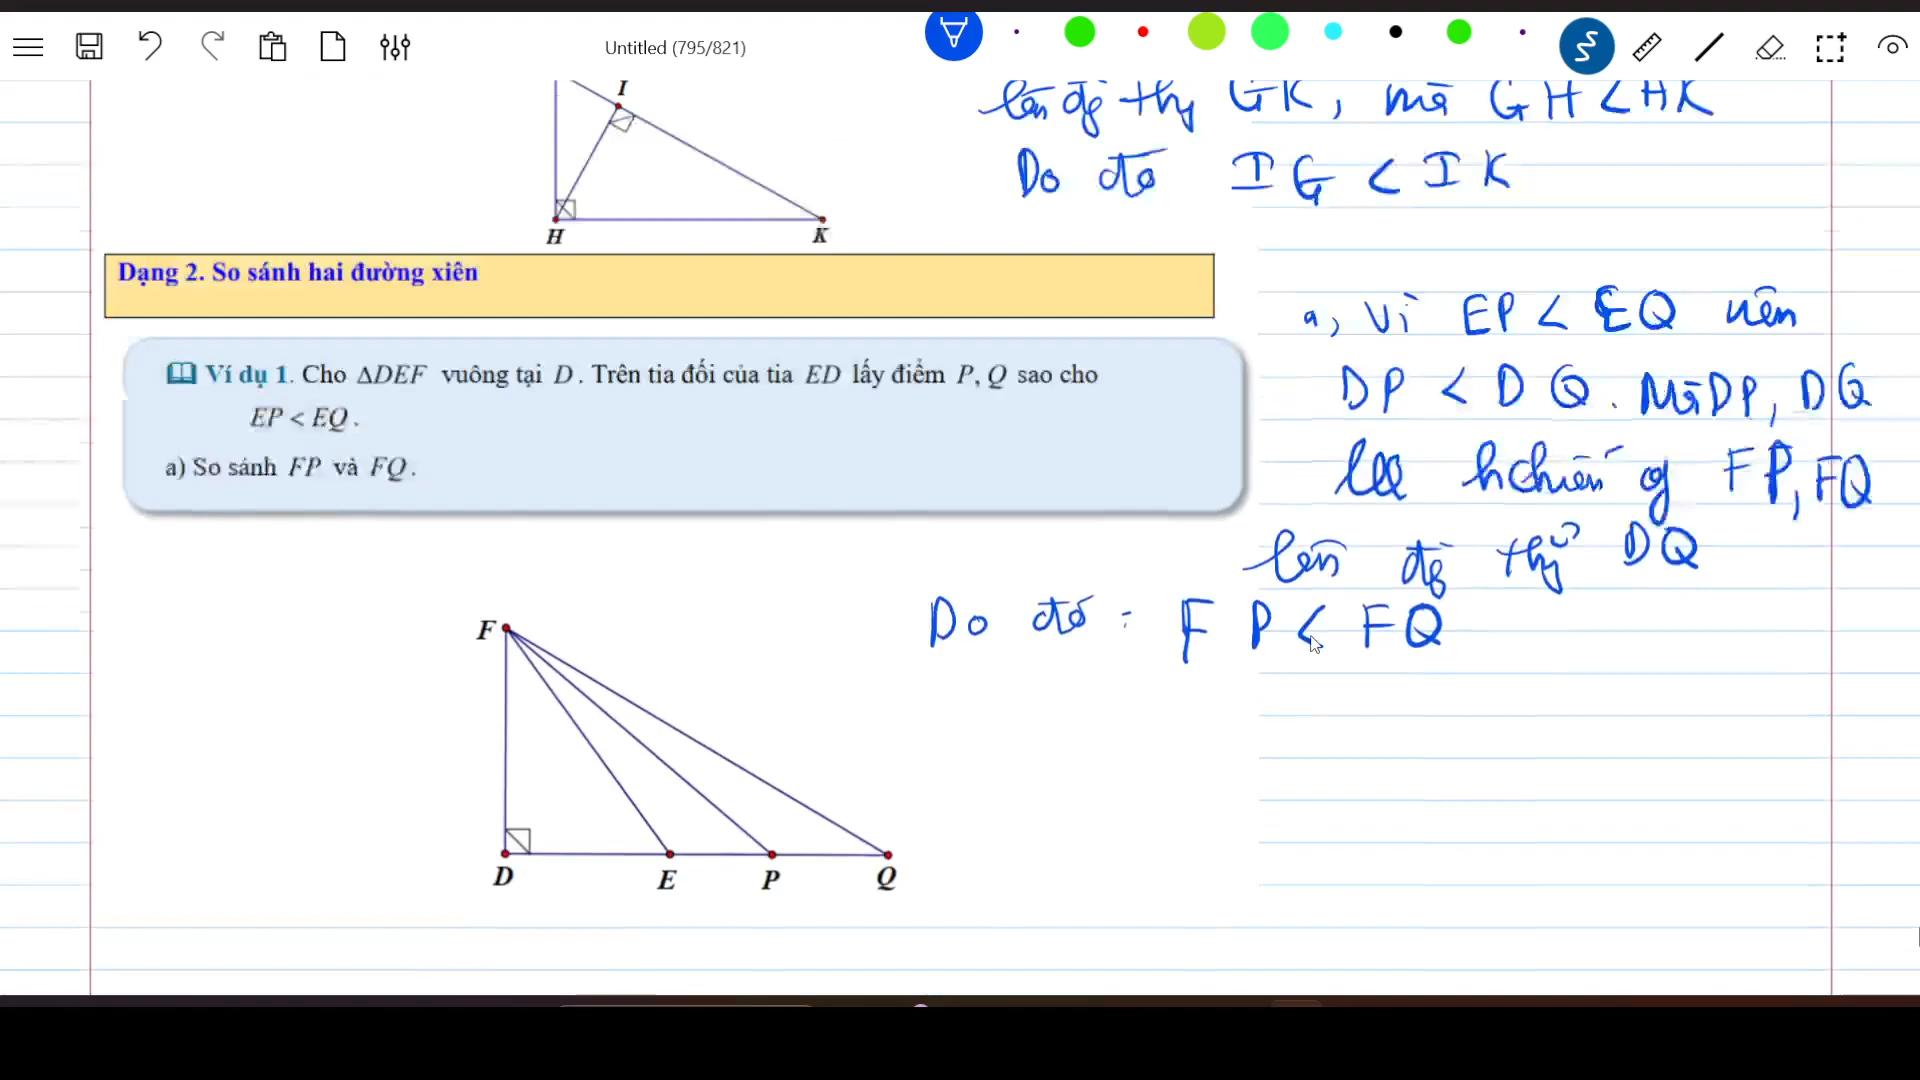 Untitled (795/821)
I
H
K
GK, mà GH < HK
Do đó IG < IK
Dạng 2. So sánh hai đường xiên
Ví dụ 1. Cho ΔDEF vuông tại D. Trên tia đối của tia ED lấy điểm P, Q sao cho
EP < EQ.
a) So sánh FP và FQ.
a, Vì EP < EQ nên
DP < DQ. Mà DP, DQ
FP, FQ
DQ
Do đó: FP < FQ
F
D
E
P
Q